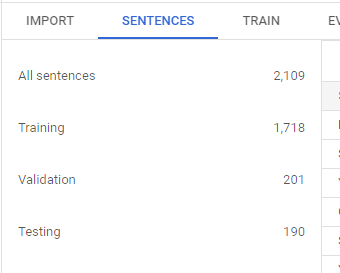 IMPORT SENTENCES TRAIN
All sentences 2,109
Training 1,718
Validation 201
Testing 190